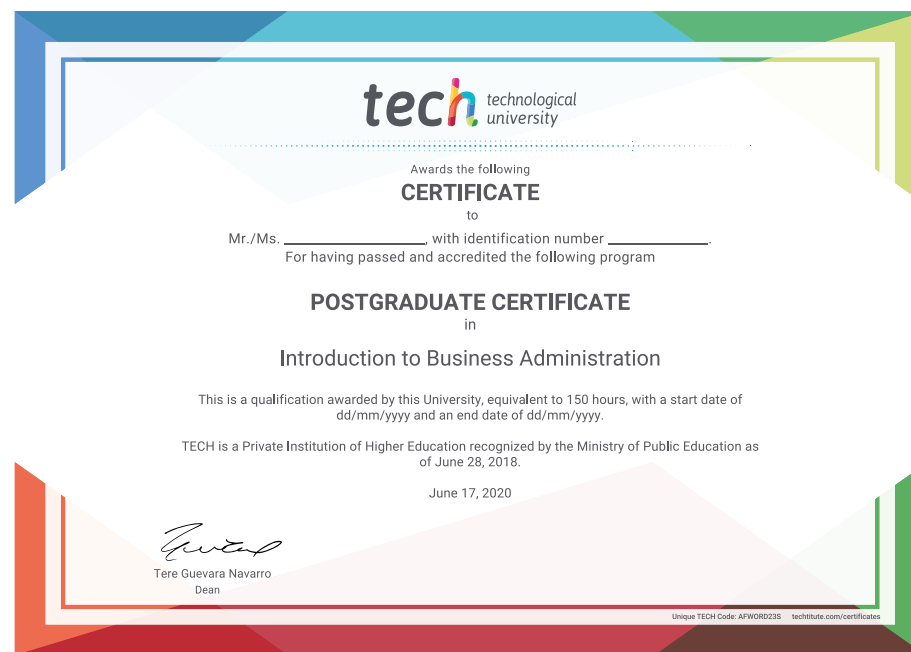 tech technological
university
Awards the following
CERTIFICATE
to
Mr./Ms. ____________________, with identification number ______________.
For having passed and accredited the following program
POSTGRADUATE CERTIFICATE
in
Introduction to Business Administration
This is a qualification awarded by this University, equivalent to 150 hours, with a start date of
dd/mm/yyyy and an end date of dd/mm/yyyy.
TECH is a Private Institution of Higher Education recognized by the Ministry of Public Education as
of June 28, 2018.
June 17, 2020
Tere Guevara Navarro
Dean
Unique TECH Code: AFWORD23S techtitute.com/certificates